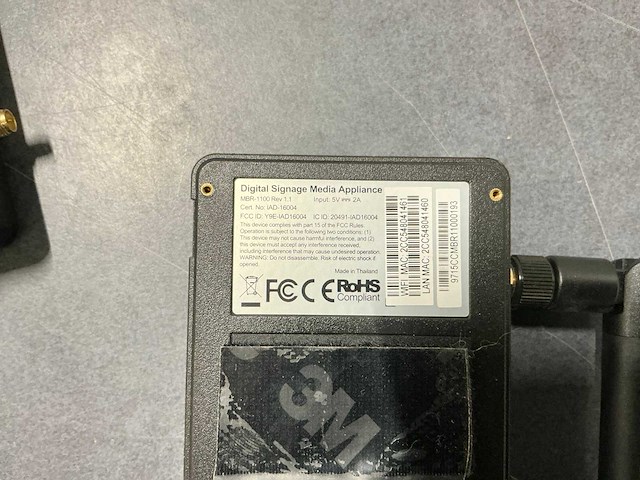 Digital Signage Media Appliance
MBR-1100 Rev 1.1 Input: 5V ⎓ 2A
Cert. No: IAD-16004
FCC ID: Y9E-IAD16004 IC ID: 20491-IAD16004
This device complies with part 15 of the FCC Rules.
Operation is subject to the following two conditions: (1)
This device may not cause harmful interference, and (2)
this device must accept any interference received,
including interference that may cause undesired operation.
WARNING: Do not disassemble. Risk of electric shock if
opened.
Made in Thailand
FC CE RoHS
Compliant
WIFI MAC: 2CC548041461
LAN MAC: 2CC548041460
9715CCMBR11000193
3M